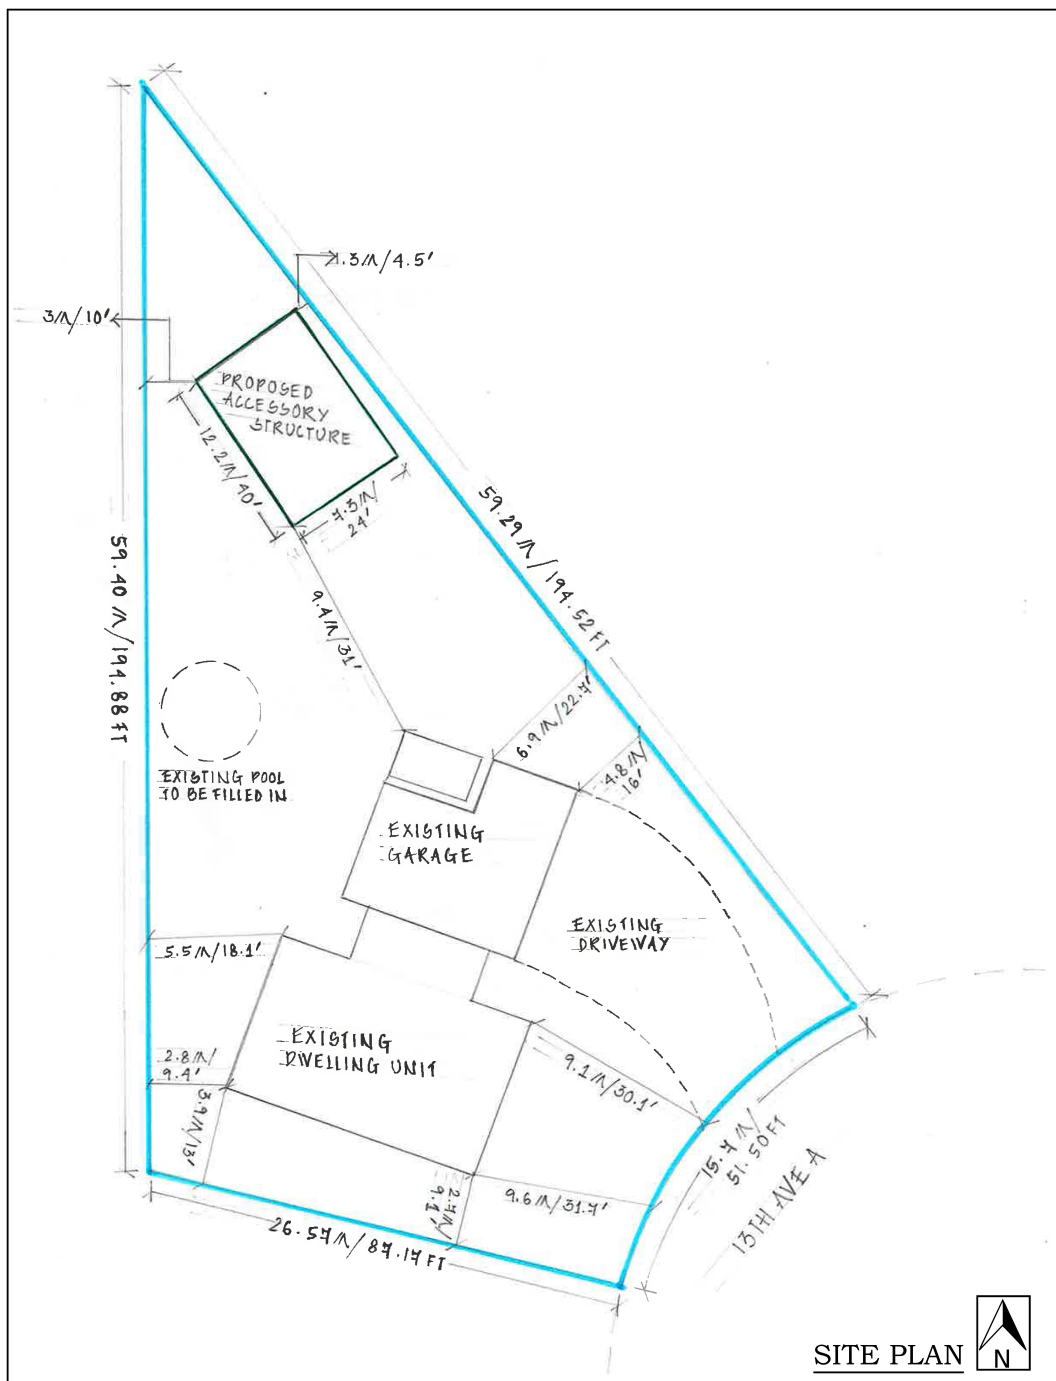 1.3M/4.5'
3M/10'
PROPOSED
ACCESSORY
STRUCTURE
12.2M/40'
7.3M/
24'
59.29 M/194.52 FT
59.40 M/194.88 FT
9.4M/31'
6.9M/22.7'
4.8M/
16'
EXISTING POOL
TO BE FILLED IN
EXISTING
GARAGE
EXISTING
DRIVEWAY
5.5M/18.1'
EXISTING
DWELLING UNIT
2.8M/
9.4'
3.9M/13'
9.1M/30.1'
15.7 M/
51.50 FT
13TH AVE A
2.7M/
9.1'
9.6M/31.7'
26.57M/87.17 FT
SITE PLAN
N